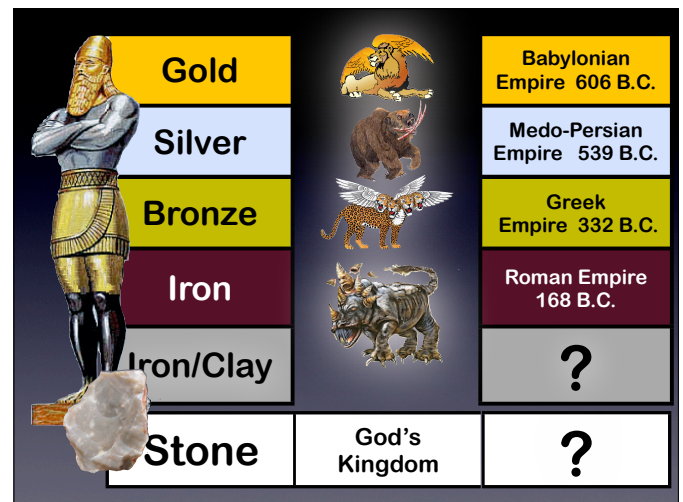 Gold
Babylonian
Empire 606 B.C.
Silver
Medo-Persian
Empire 539 B.C.
Bronze
Greek
Empire 332 B.C.
Iron
Roman Empire
168 B.C.
Iron/Clay
?
Stone
God's
Kingdom
?